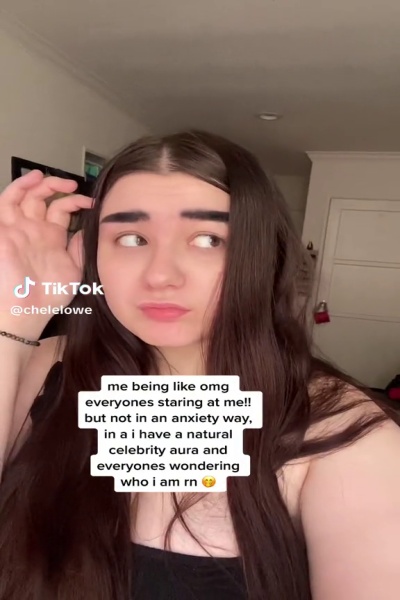 TikTok
@chelelowe
me being like omg
everyones staring at me!!
but not in an anxiety way,
in a i have a natural
celebrity aura and
everyones wondering
who i am rn 🤭